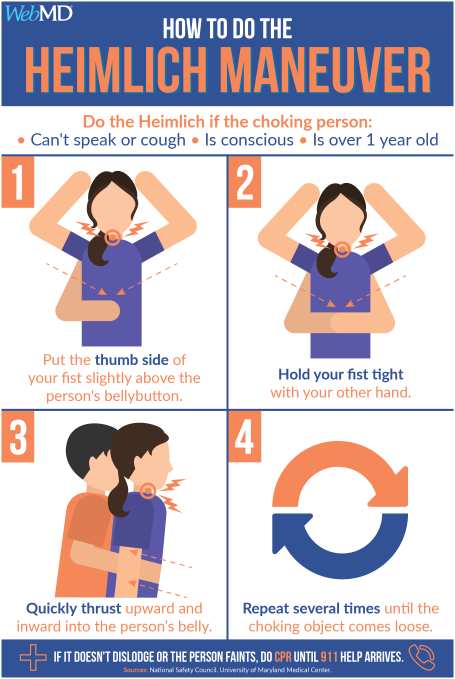 WebMD
HOW TO DO THE
HEIMLICH MANEUVER
Do the Heimlich if the choking person:
• Can't speak or cough • Is conscious • Is over 1 year old
1
Put the thumb side of
your fist slightly above the
person's bellybutton.
2
Hold your fist tight
with your other hand.
3
Quickly thrust upward and
inward into the person's belly.
4
Repeat several times until the
choking object comes loose.
IF IT DOESN'T DISLODGE OR THE PERSON FAINTS, DO CPR UNTIL 911 HELP ARRIVES.
Sources: National Safety Council. University of Maryland Medical Center.